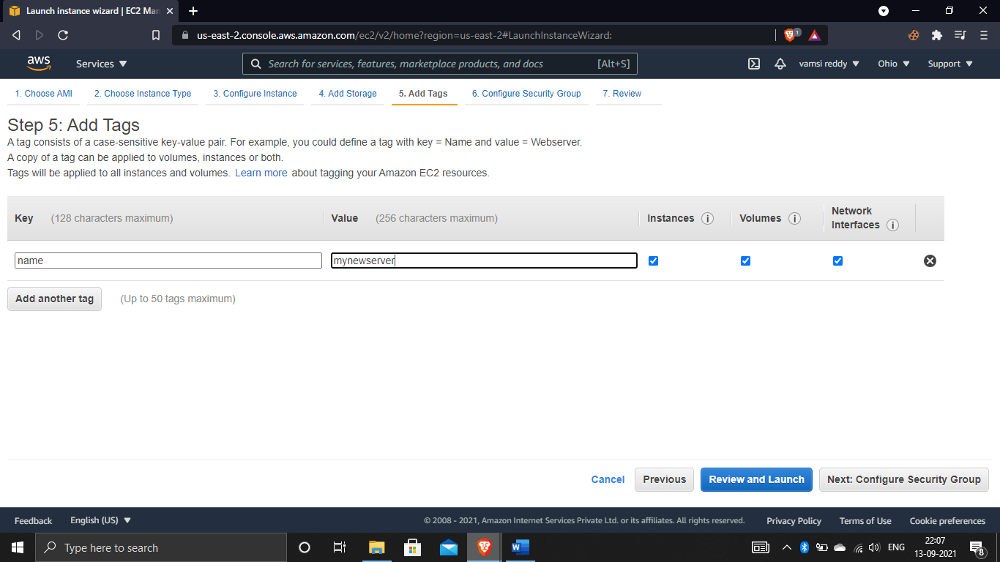 Launch instance wizard | EC2 Man
us-east-2.console.aws.amazon.com/ec2/v2/home?region=us-east-2#LaunchInstanceWizard:
1
aws
Services
Search for services, features, marketplace products, and docs
[Alt+S]
vamsi reddy
Ohio
Support
1. Choose AMI
2. Choose Instance Type
3. Configure Instance
4. Add Storage
5. Add Tags
6. Configure Security Group
7. Review
Step 5: Add Tags
A tag consists of a case-sensitive key-value pair. For example, you could define a tag with key = Name and value = Webserver.
A copy of a tag can be applied to volumes, instances or both.
Tags will be applied to all instances and volumes. Learn more about tagging your Amazon EC2 resources.
Key (128 characters maximum)
Value (256 characters maximum)
Instances i
Volumes i
Network
Interfaces i
name
mynewserver
Add another tag
(Up to 50 tags maximum)
Cancel
Previous
Review and Launch
Next: Configure Security Group
Feedback
English (US)
© 2008 - 2021, Amazon Internet Services Private Ltd. or its affiliates. All rights reserved.
Privacy Policy
Terms of Use
Cookie preferences
Type here to search
W
ENG
22:07
13-09-2021
8